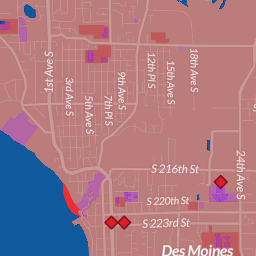 1st Ave S
3rd Ave S
5th Ave S
7th Pl S
9th Ave S
12th Pl S
15th Ave S
18th Ave S
24th Ave S
S 216th St
S 220th St
S 223rd St
Des Moines